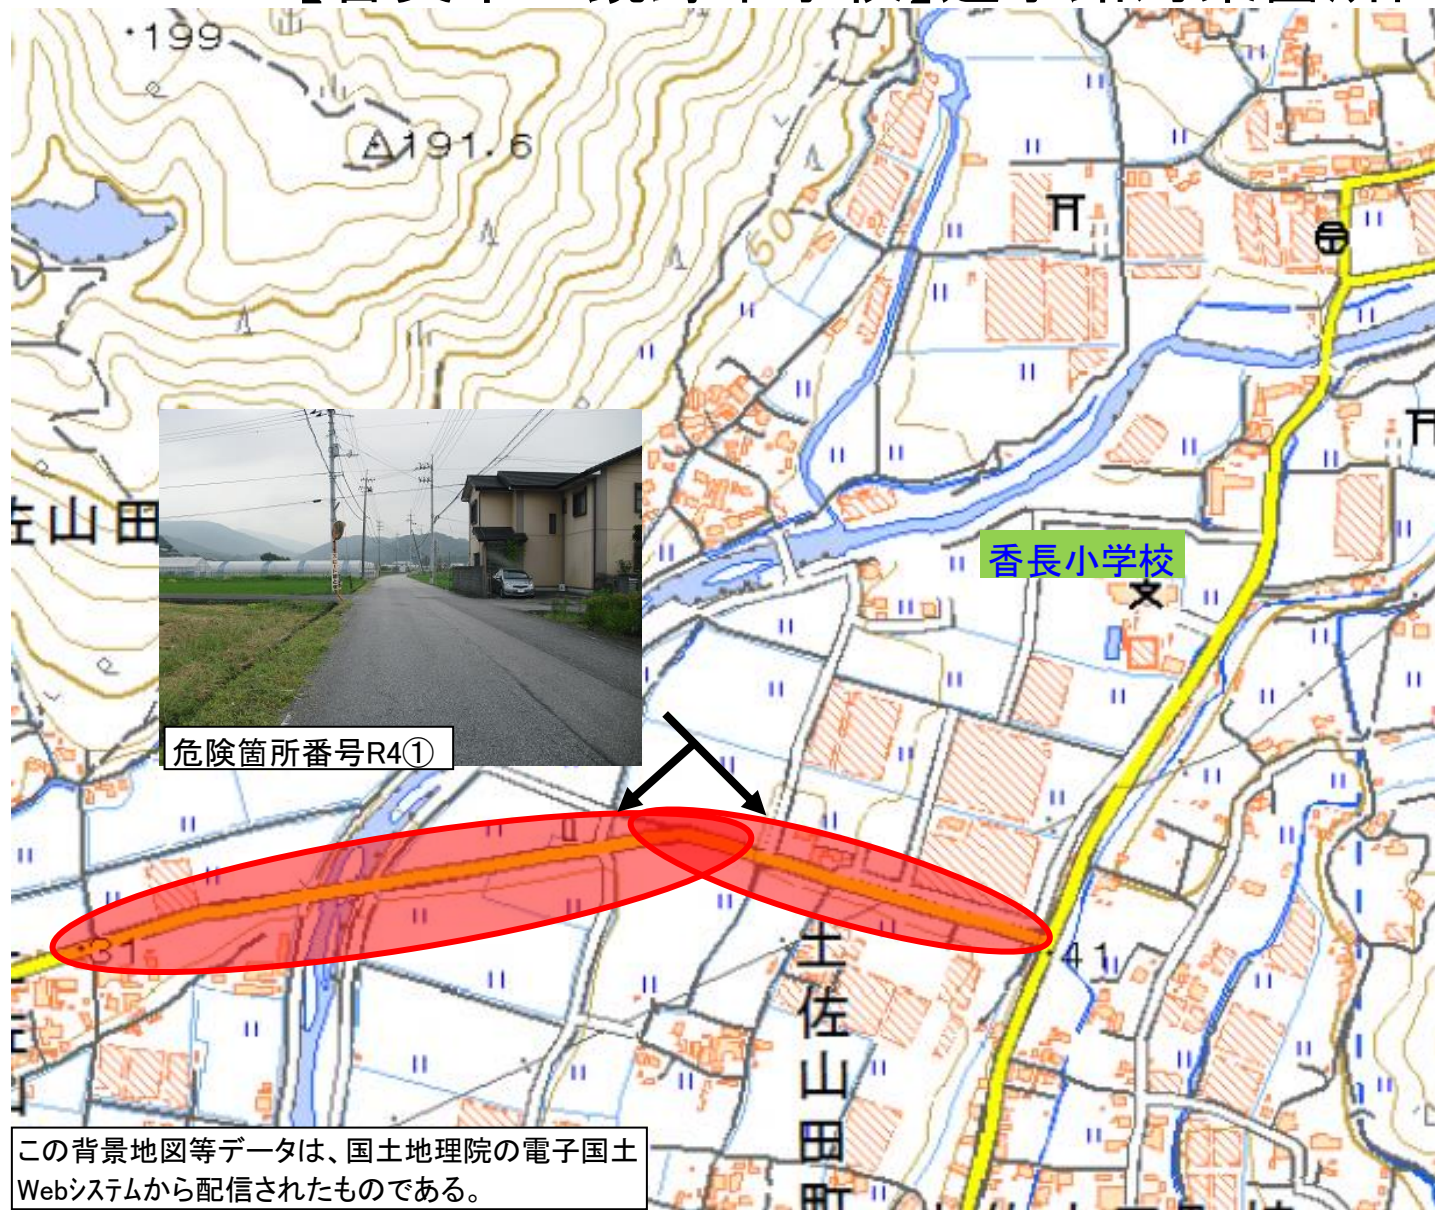 199
191.6
50
佐山田
香長小学校
危険箇所番号R4①
31
41
土佐山田町
この背景地図等データは、国土地理院の電子国土
Webシステムから配信されたものである。